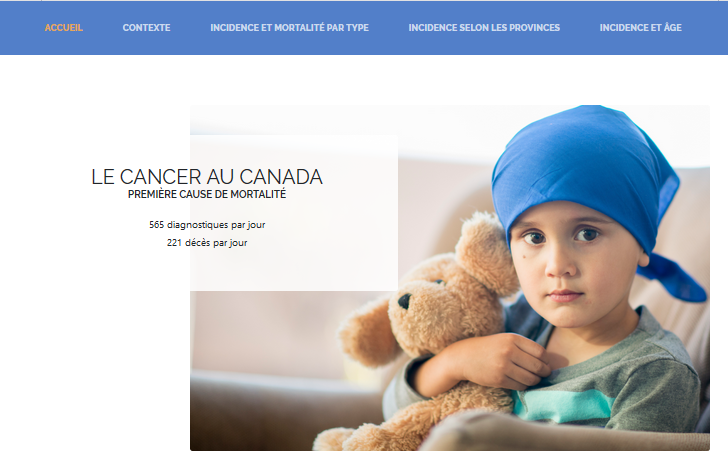 ACCUEIL CONTEXTE INCIDENCE ET MORTALITÉ PAR TYPE INCIDENCE SELON LES PROVINCES INCIDENCE ET ÂGE
LE CANCER AU CANADA
PREMIÈRE CAUSE DE MORTALITÉ
565 diagnostiques par jour
221 décès par jour